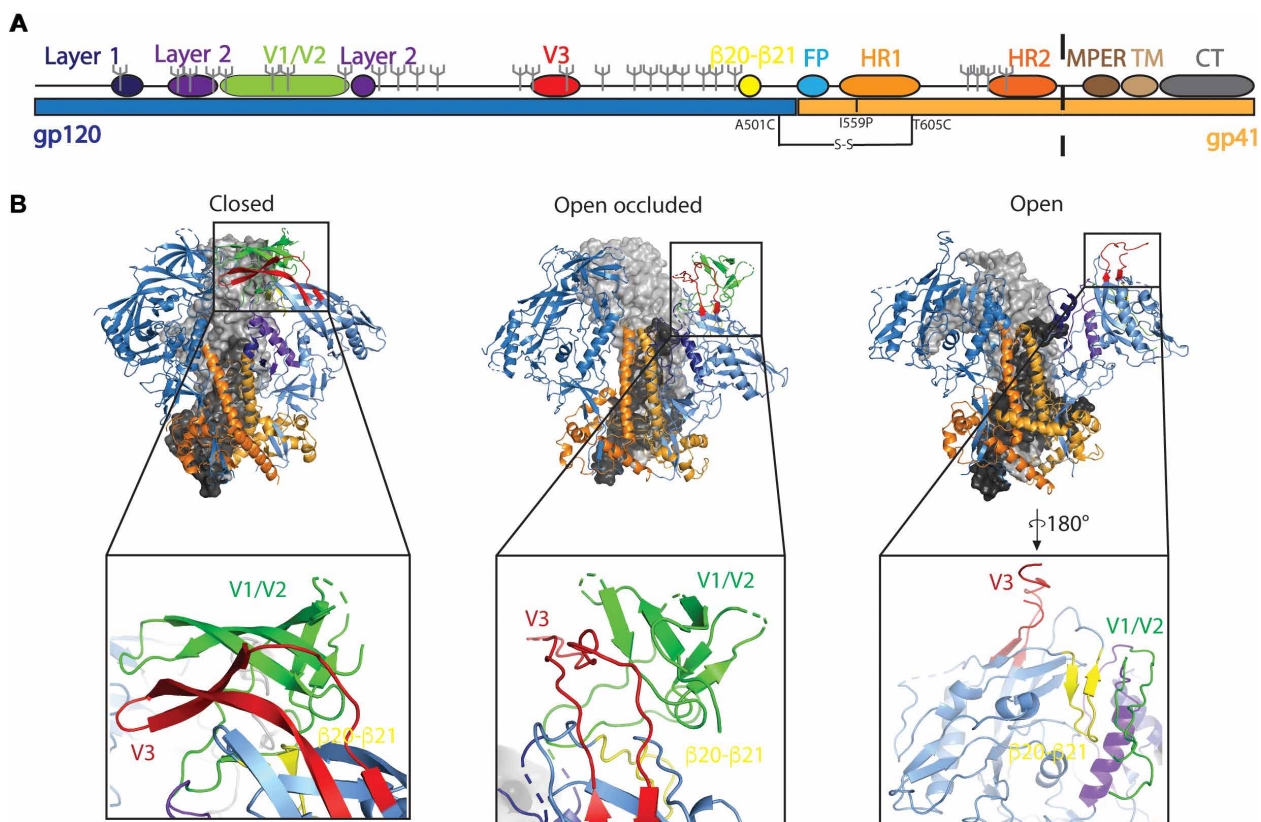 A
Layer 1 Layer 2 V1/V2 Layer 2 V3 β20-β21 FP HR1 HR2 MPER TM CT
A501C I559P T605C
gp120 S-S gp41
B
Closed Open occluded Open
180°
V1/V2 V3 β20-β21
V3 V1/V2 β20-β21
V3 V1/V2 β20-β21